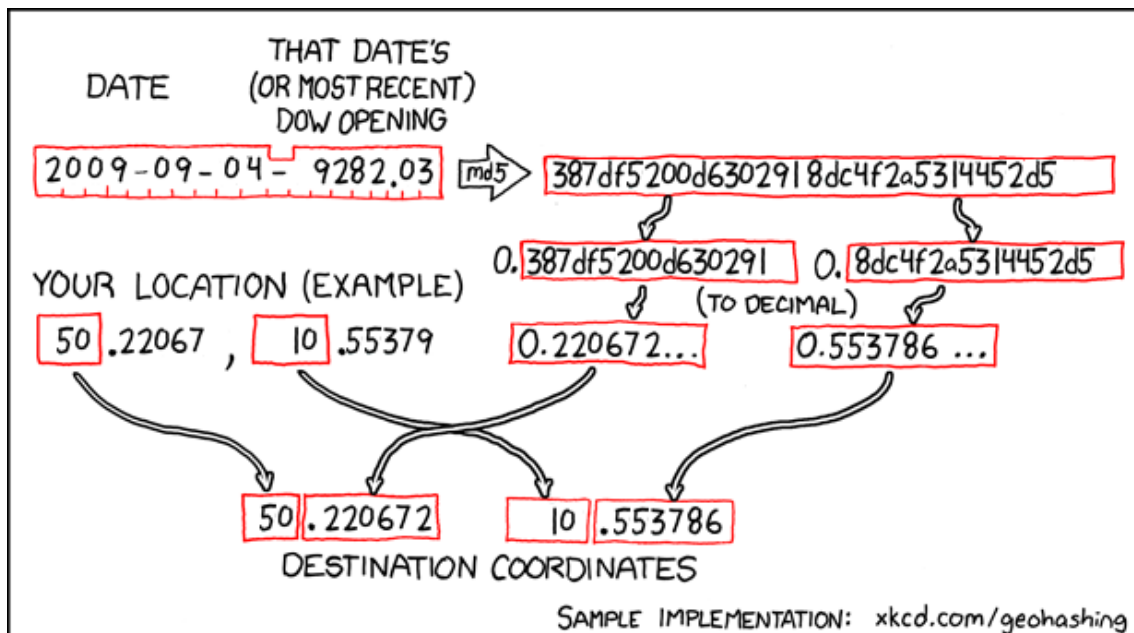 DATE
THAT DATE'S
(OR MOST RECENT)
DOW OPENING
2009-09-04- 9282.03
md5
387df5200d6302918dc4f2a5314452d5
0.387df5200d630291
0.8dc4f2a5314452d5
(TO DECIMAL)
YOUR LOCATION (EXAMPLE)
50.22067, 10.55379
0.220672...
0.553786 ...
50.220672
10.553786
DESTINATION COORDINATES
SAMPLE IMPLEMENTATION: xkcd.com/geohashing